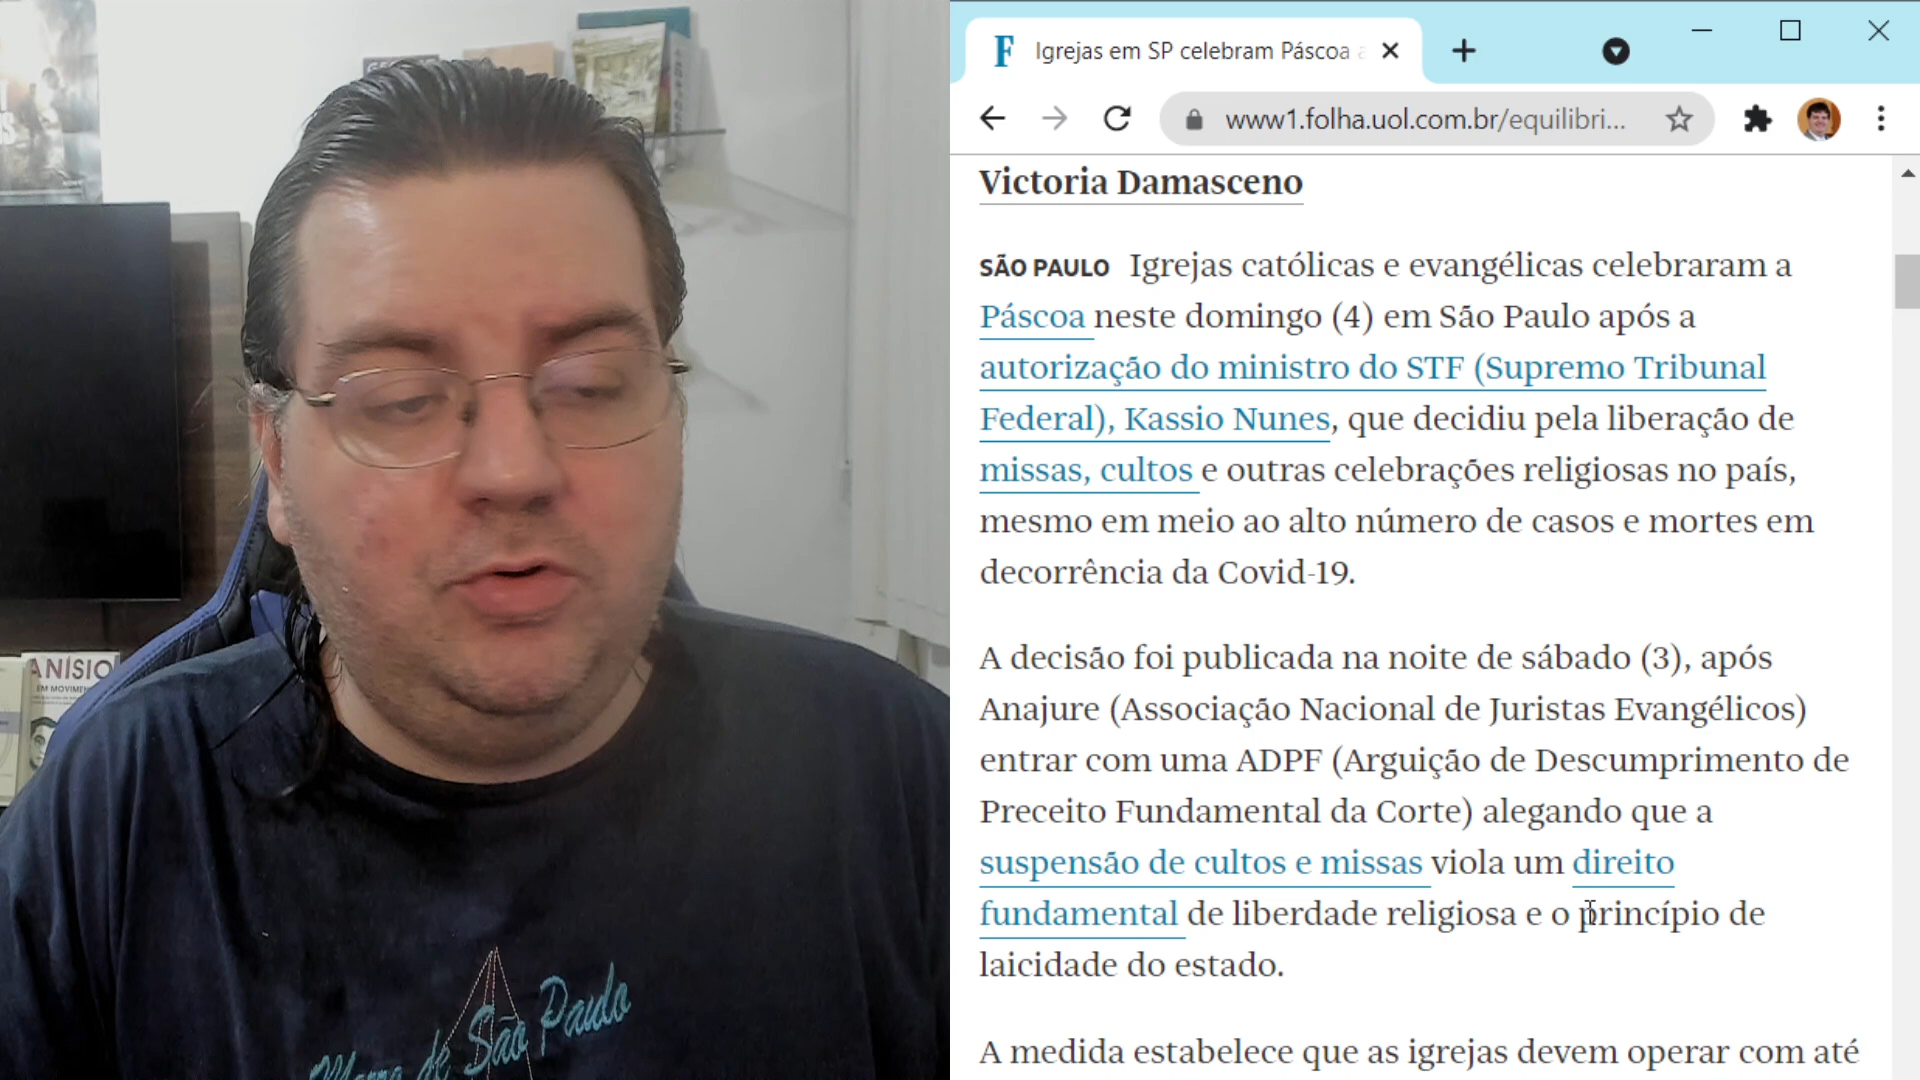 F Igrejas em SP celebram Páscoa a
www1.folha.uol.com.br/equilibri...
Victoria Damasceno
SÃO PAULO Igrejas católicas e evangélicas celebraram a
Páscoa neste domingo (4) em São Paulo após a
autorização do ministro do STF (Supremo Tribunal
Federal), Kassio Nunes, que decidiu pela liberação de
missas, cultos e outras celebrações religiosas no país,
mesmo em meio ao alto número de casos e mortes em
decorrência da Covid-19.
A decisão foi publicada na noite de sábado (3), após
Anajure (Associação Nacional de Juristas Evangélicos)
entrar com uma ADPF (Arguição de Descumprimento de
Preceito Fundamental da Corte) alegando que a
suspensão de cultos e missas viola um direito
fundamental de liberdade religiosa e o princípio de
laicidade do estado.
A medida estabelece que as igrejas devem operar com até
ANÍSIO
EM MOVIMEN
de São Paulo